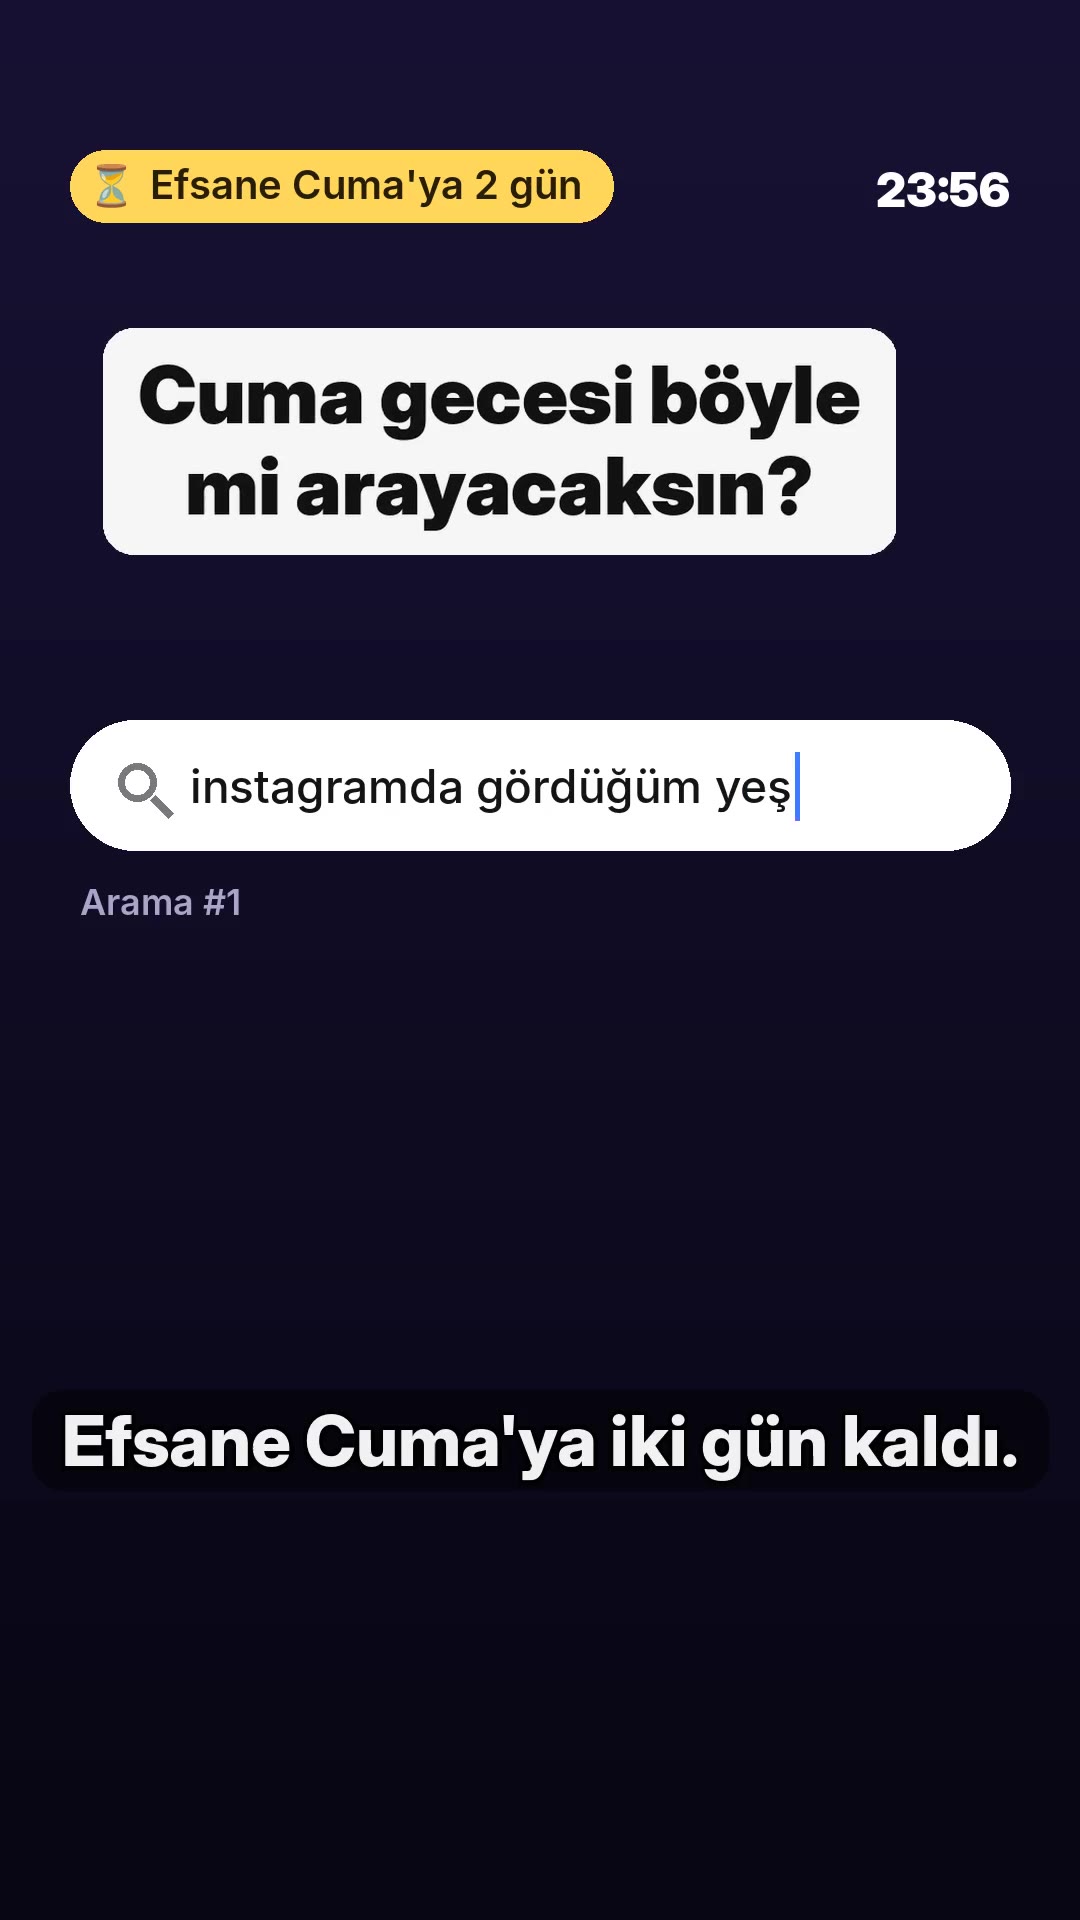 ⏳ Efsane Cuma'ya 2 gün
23:56
Cuma gecesi böyle
mi arayacaksın?
instagramda gördüğüm yeş
Arama #1
Efsane Cuma'ya iki gün kaldı.